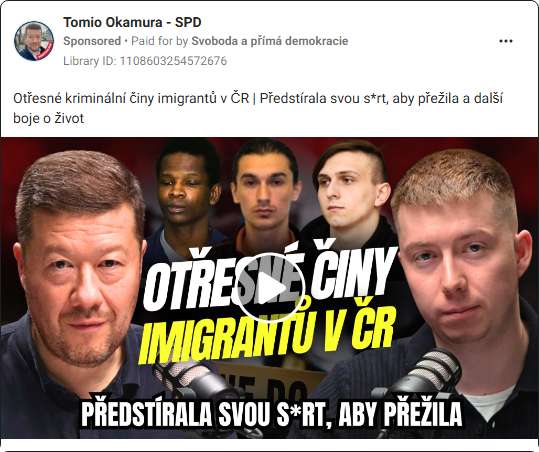 Tomio Okamura - SPD
Sponsored • Paid for by Svoboda a přímá demokracie
Library ID: 1108603254572676
Otřesné kriminální činy imigrantů v ČR | Předstírala svou s*rt, aby přežila a další
boje o život
OTŘESNÉ ČINY
IMIGRANTŮ V ČR
PŘEDSTÍRALA SVOU S*RT, ABY PŘEŽILA